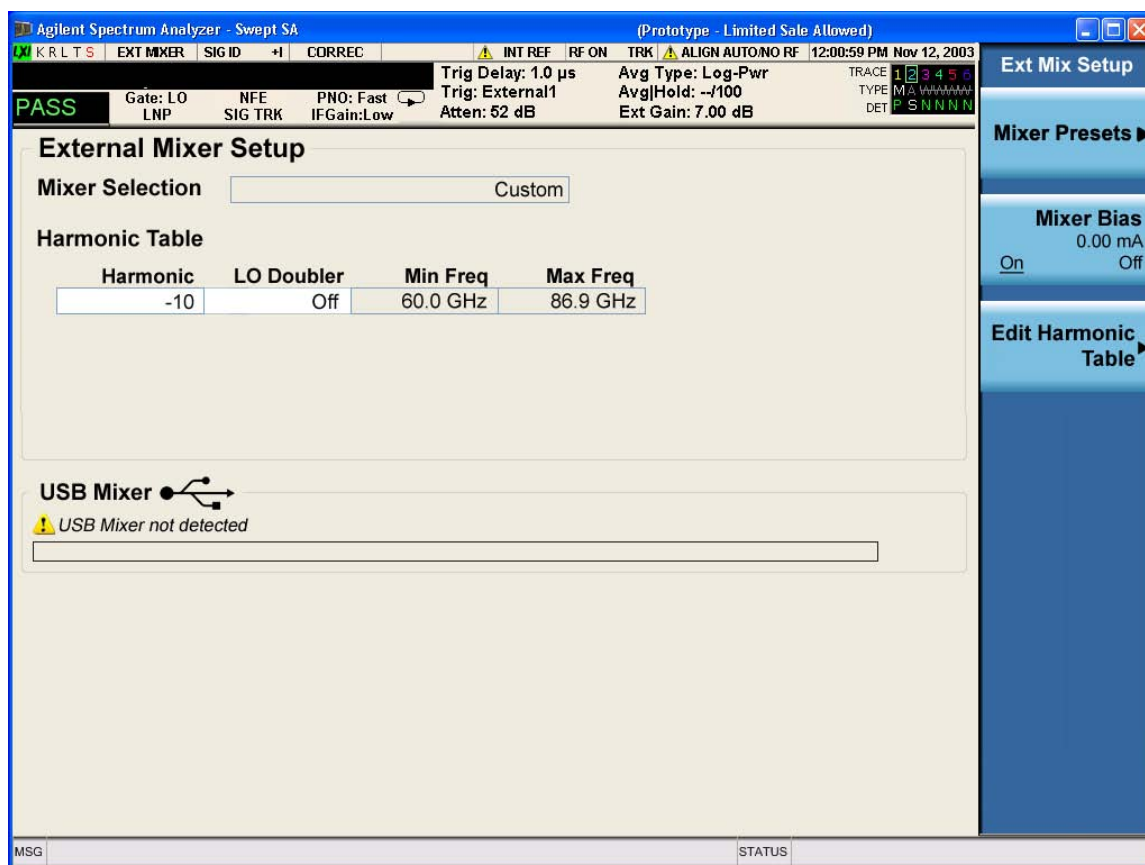 Agilent Spectrum Analyzer - Swept SA (Prototype - Limited Sale Allowed)
LXI K R L T S EXT MIXER SIG ID +I CORREC INT REF RF ON TRK ALIGN AUTO/NO RF 12:00:59 PM Nov 12, 2003
PASS
Gate: LO
LNP
NFE
SIG TRK
PNO: Fast
IFGain:Low
Trig Delay: 1.0 µs
Trig: External1
Atten: 52 dB
Avg Type: Log-Pwr
Avg|Hold: --/100
Ext Gain: 7.00 dB
TRACE 1 2 3 4 5 6
TYPE M A W W W W
DET P S N N N N
External Mixer Setup
Mixer Selection Custom
Harmonic Table
Harmonic LO Doubler Min Freq Max Freq
-10 Off 60.0 GHz 86.9 GHz
USB Mixer
USB Mixer not detected
Ext Mix Setup
Mixer Presets
Mixer Bias
0.00 mA
On Off
Edit Harmonic
Table
MSG STATUS